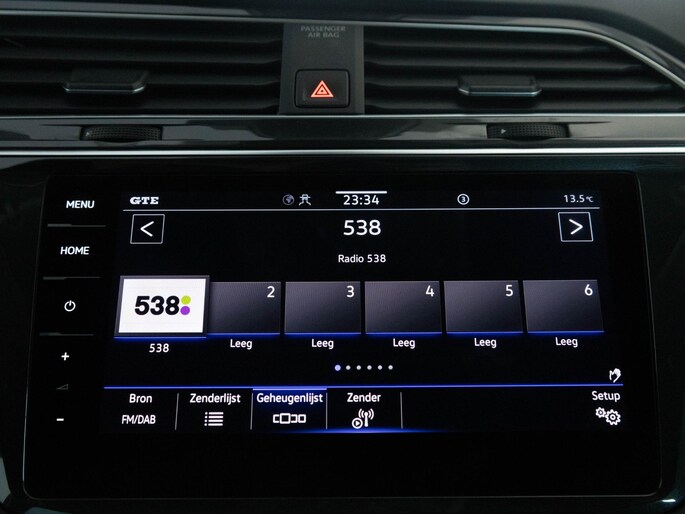 PASSENGER
AIR BAG
MENU
HOME
GTE
23:34
3
13.5°C
<
538
>
Radio 538
538
2
3
4
5
6
538
Leeg
Leeg
Leeg
Leeg
Leeg
+
-
Bron
FM/DAB
Zenderlijst
Geheugenlijst
Zender
Setup